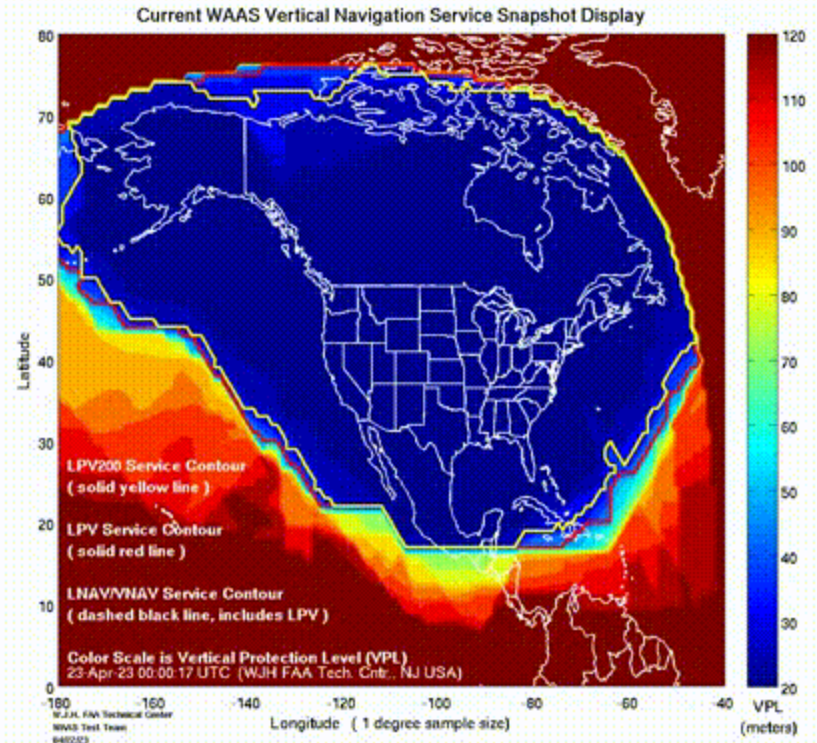 Current WAAS Vertical Navigation Service Snapshot Display
80
70
60
50
40
30
20
10
0
Latitude
-180 -160 -140 -120 -100 -80 -60 -40
Longitude ( 1 degree sample size)
LPV200 Service Contour
( solid yellow line )
LPV Service Contour
( solid red line )
LNAV/VNAV Service Contour
( dashed black line, includes LPV )
Color Scale is Vertical Protection Level (VPL)
23-Apr-23 00:00:17 UTC (WJH FAA Tech. Cntr., NJ USA)
W.J.H. FAA Technical Center
WAAS Test Team
120
110
100
90
80
70
60
50
40
30
20
VPL
(meters)